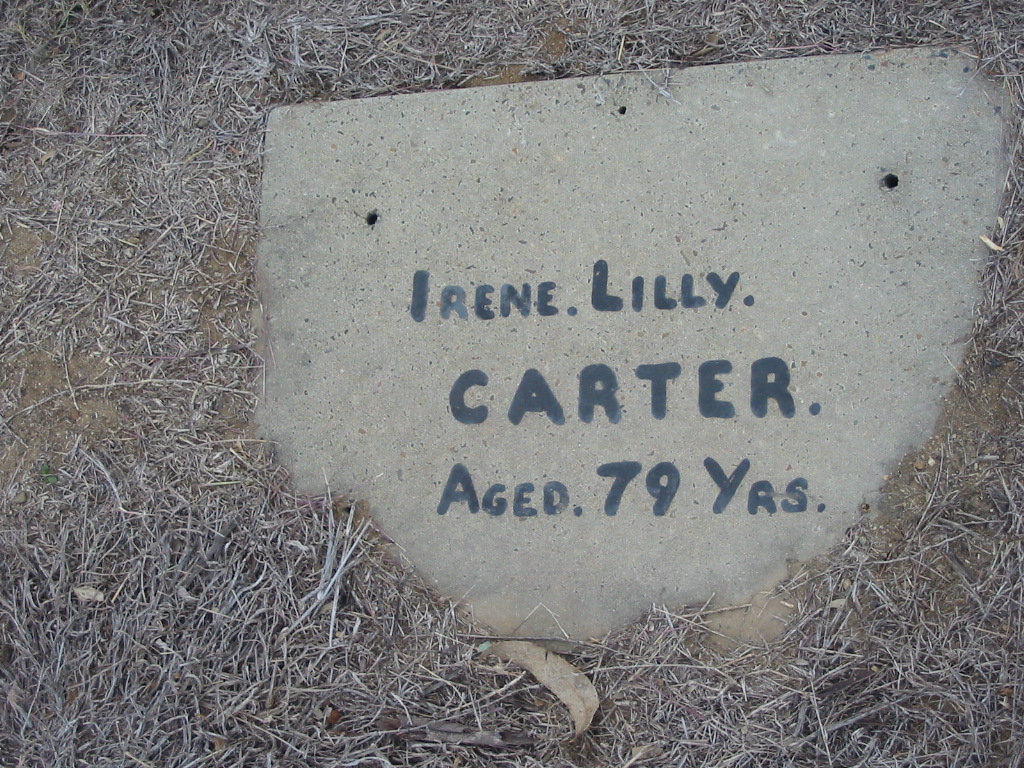 IRENE. LILLY.
CARTER.
AGED. 79 YRS.